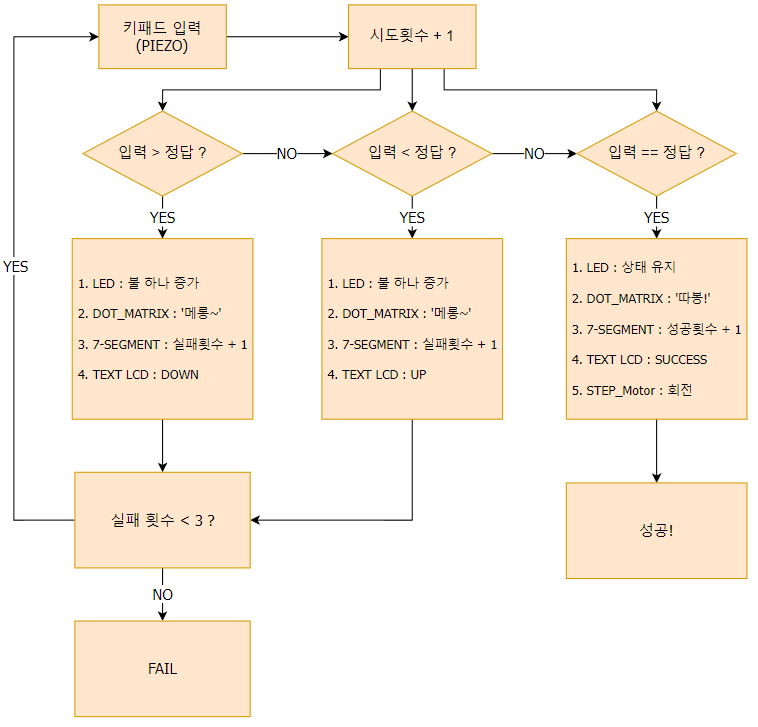 키패드 입력
(PIEZO)
시도횟수 + 1
입력 > 정답 ?
NO
입력 < 정답 ?
NO
입력 == 정답 ?
YES
YES
YES
YES
1. LED : 불 하나 증가
2. DOT_MATRIX : '메롱~'
3. 7-SEGMENT : 실패횟수 + 1
4. TEXT LCD : DOWN
1. LED : 불 하나 증가
2. DOT_MATRIX : '메롱~'
3. 7-SEGMENT : 실패횟수 + 1
4. TEXT LCD : UP
1. LED : 상태 유지
2. DOT_MATRIX : '따봉!'
3. 7-SEGMENT : 성공횟수 + 1
4. TEXT LCD : SUCCESS
5. STEP_Motor : 회전
실패 횟수 < 3 ?
성공!
NO
FAIL